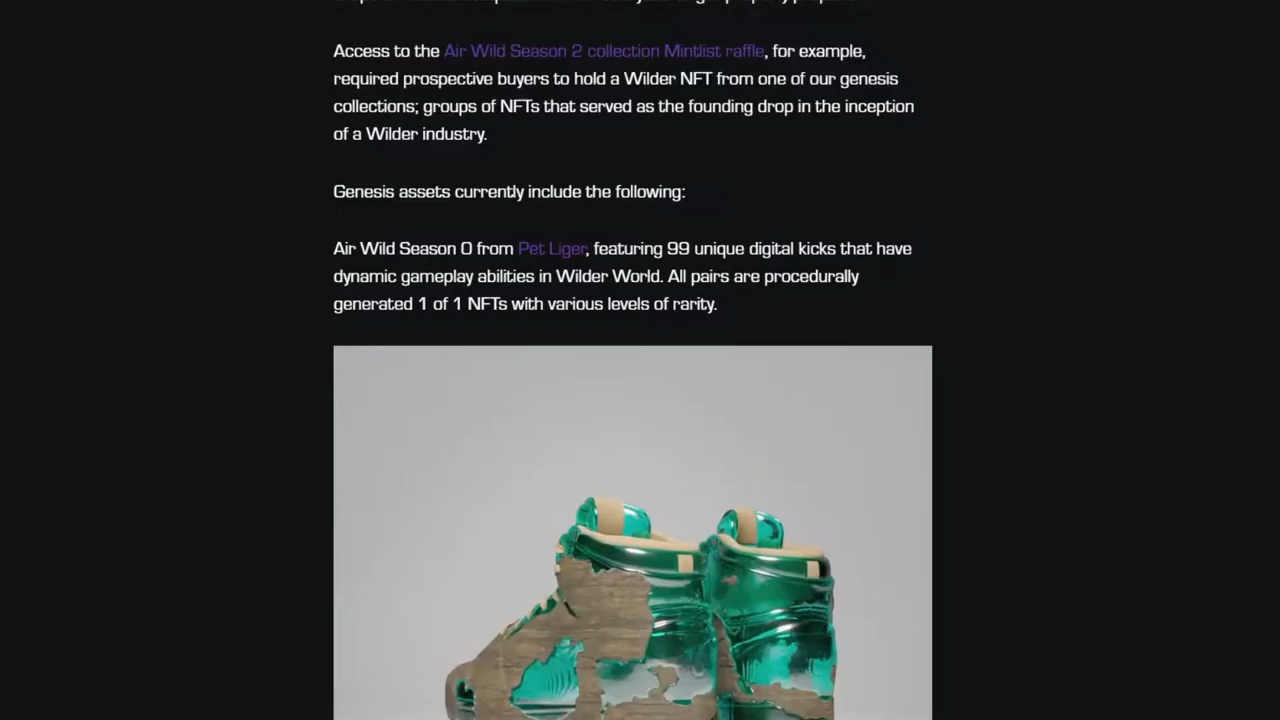 Access to the Air Wild Season 2 collection Mintlist raffle, for example,
required prospective buyers to hold a Wilder NFT from one of our genesis
collections; groups of NFTs that served as the founding drop in the inception
of a Wilder industry.
Genesis assets currently include the following:
Air Wild Season 0 from Pet Liger, featuring 99 unique digital kicks that have
dynamic gameplay abilities in Wilder World. All pairs are procedurally
generated 1 of 1 NFTs with various levels of rarity.